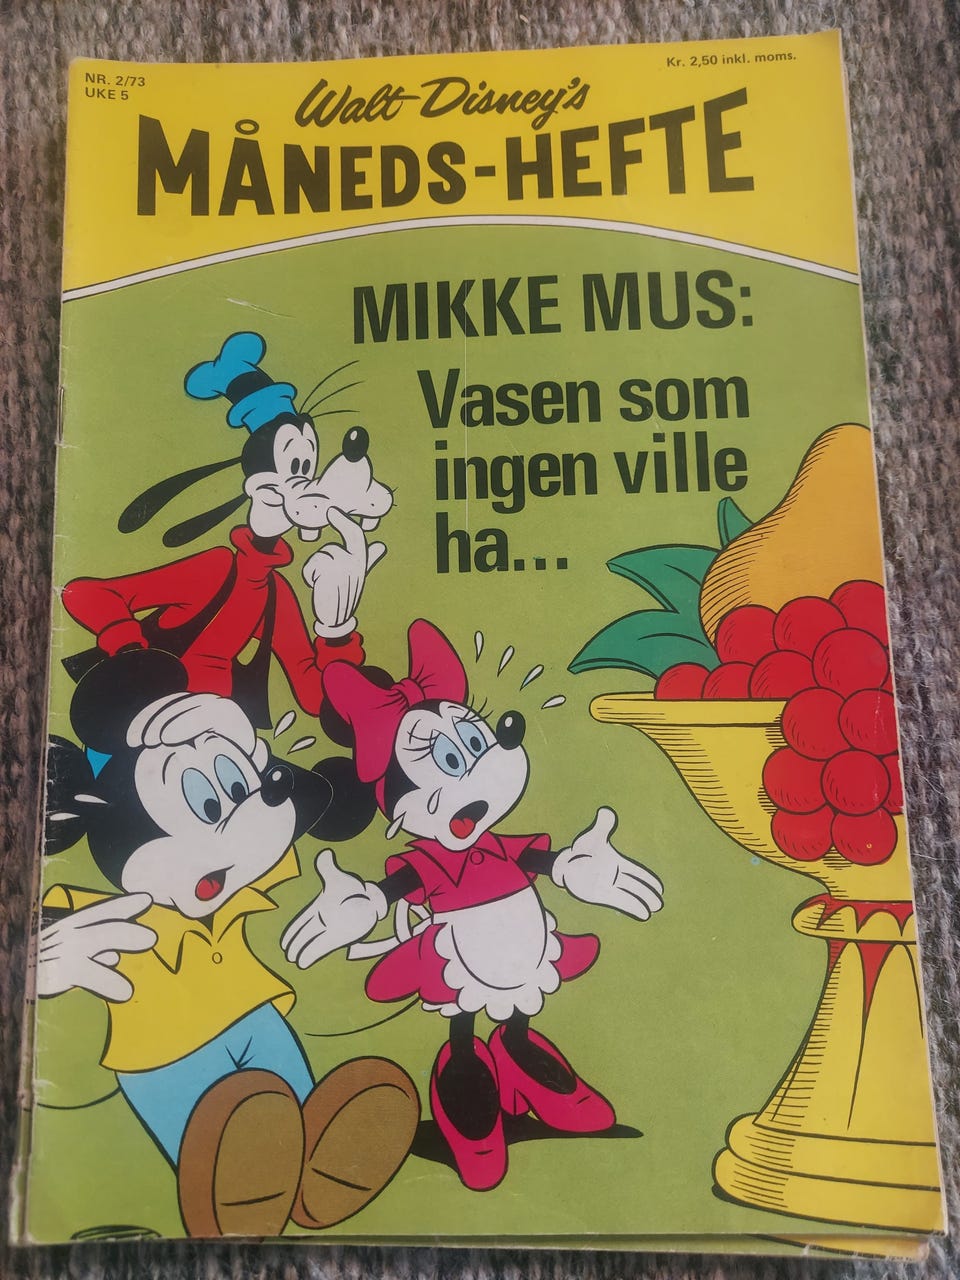 NR. 2/73
UKE 5
Kr. 2,50 inkl. moms.
Walt Disney's
MÅNEDS-HEFTE
MIKKE MUS:
Vasen som
ingen ville
ha...